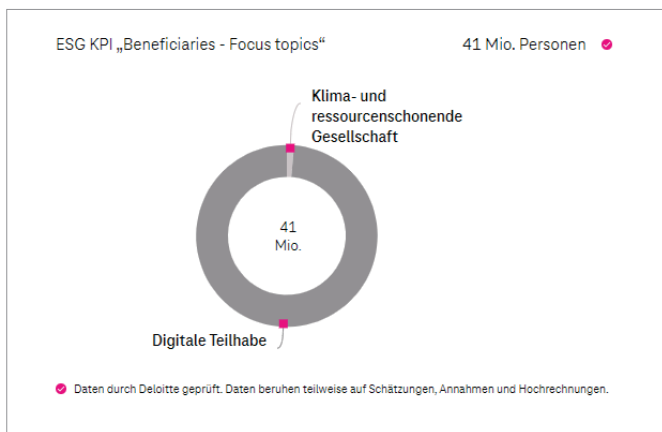 ESG KPI „Beneficiaries - Focus topics“
41 Mio. Personen
Klima- und
ressourcenschonende
Gesellschaft
41
Mio.
Digitale Teilhabe
Daten durch Deloitte geprüft. Daten beruhen teilweise auf Schätzungen, Annahmen und Hochrechnungen.